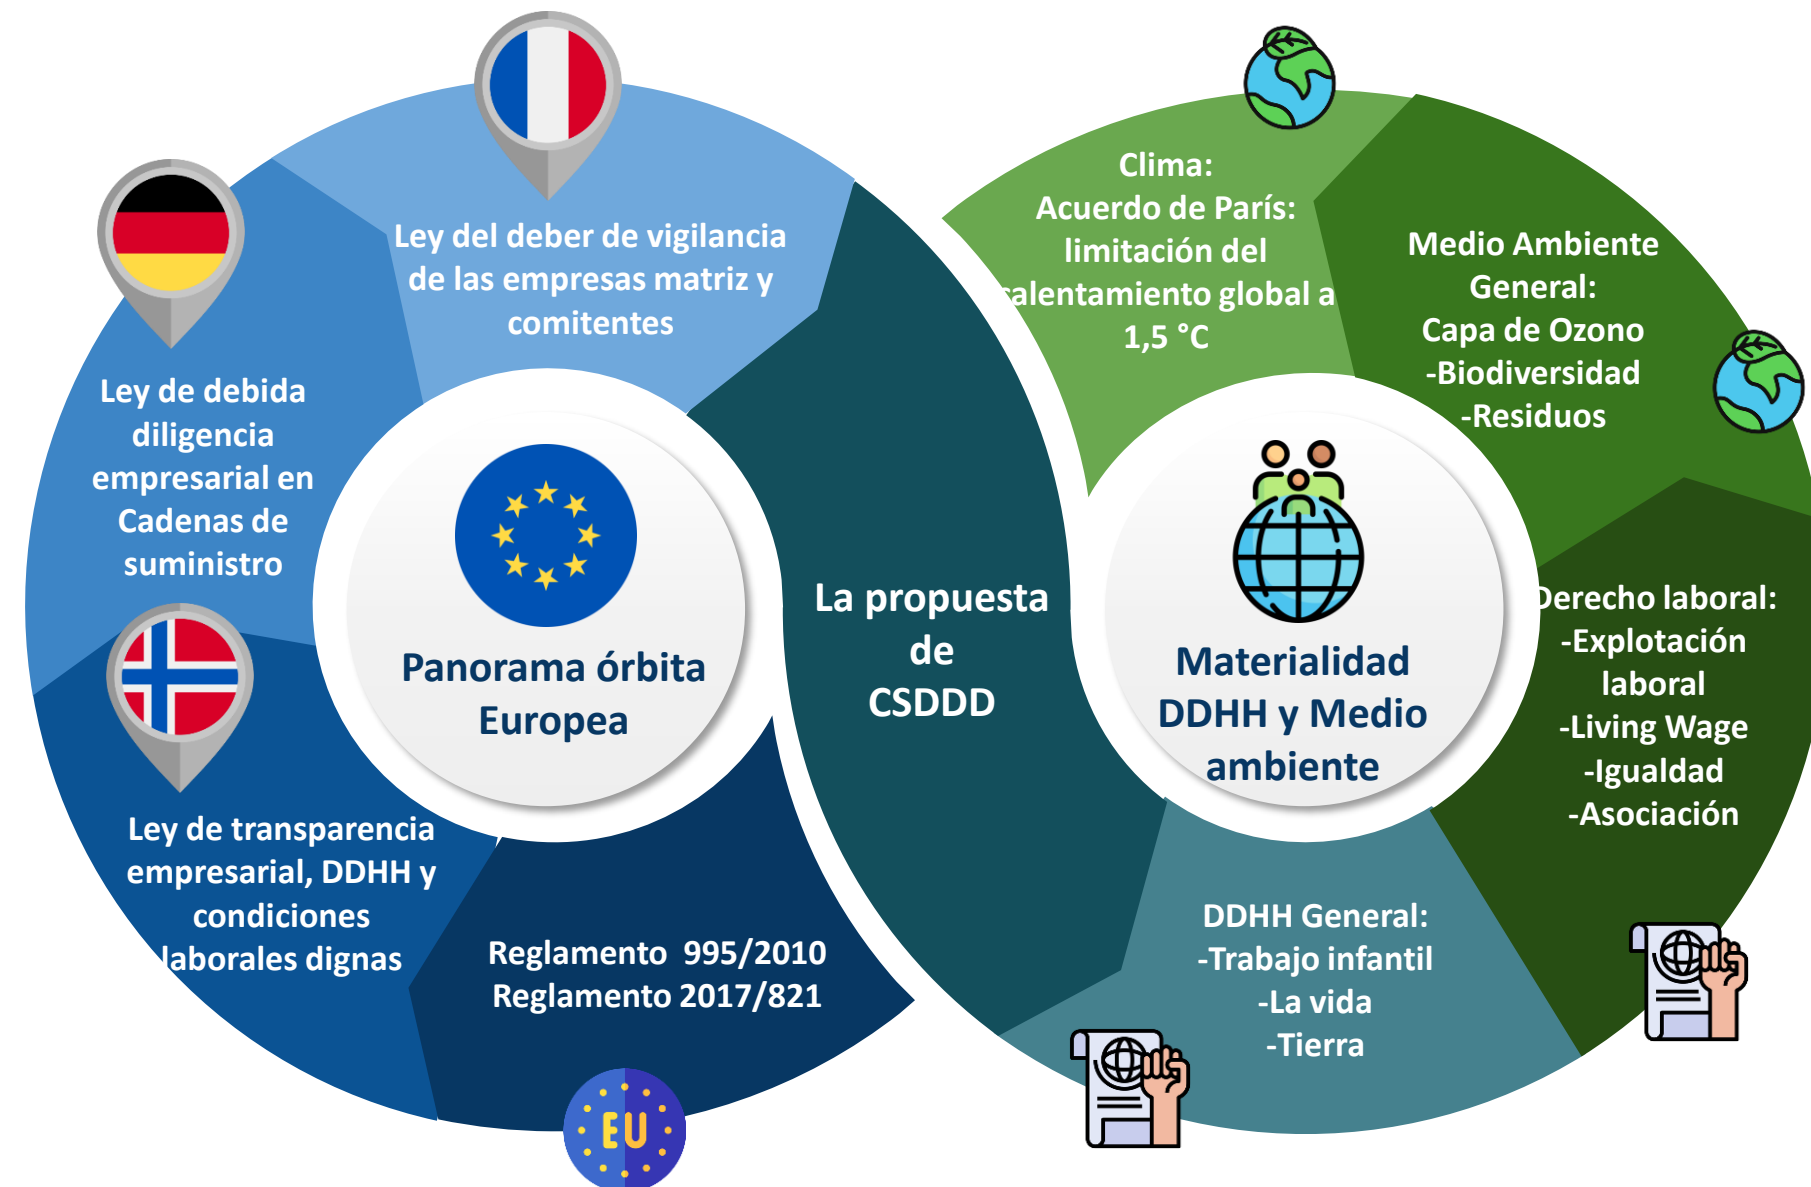 Ley del deber de vigilancia
de las empresas matriz y
comitentes
Ley de debida
diligencia
empresarial en
Cadenas de
suministro
Ley de transparencia
empresarial, DDHH y
condiciones
laborales dignas
Reglamento 995/2010
Reglamento 2017/821
EU
Panorama órbita
Europea
La propuesta
de
CSDDD
Clima:
Acuerdo de París:
limitación del
calentamiento global a
1,5 °C
Medio Ambiente
General:
Capa de Ozono
-Biodiversidad
-Residuos
Derecho laboral:
-Explotación
laboral
-Living Wage
-Igualdad
-Asociación
DDHH General:
-Trabajo infantil
-La vida
-Tierra
Materialidad
DDHH y Medio
ambiente